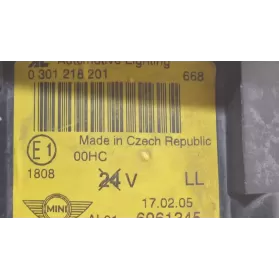 AL Automotive Lighting
0 301 218 201 668
Made in Czech Republic
E1 00HC
1808 24 V LL
17.02.05
MINI